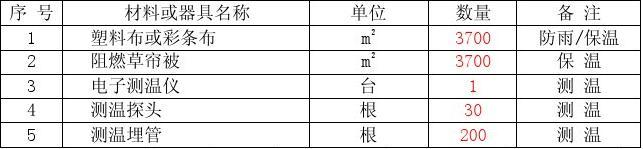 序 号 材料或器具名称 单位 数量 备 注
1 塑料布或彩条布 m² 3700 防雨/保温
2 阻燃草帘被 m² 3700 保 温
3 电子测温仪 台 1 测 温
4 测温探头 根 30 测 温
5 测温埋管 根 200 测 温